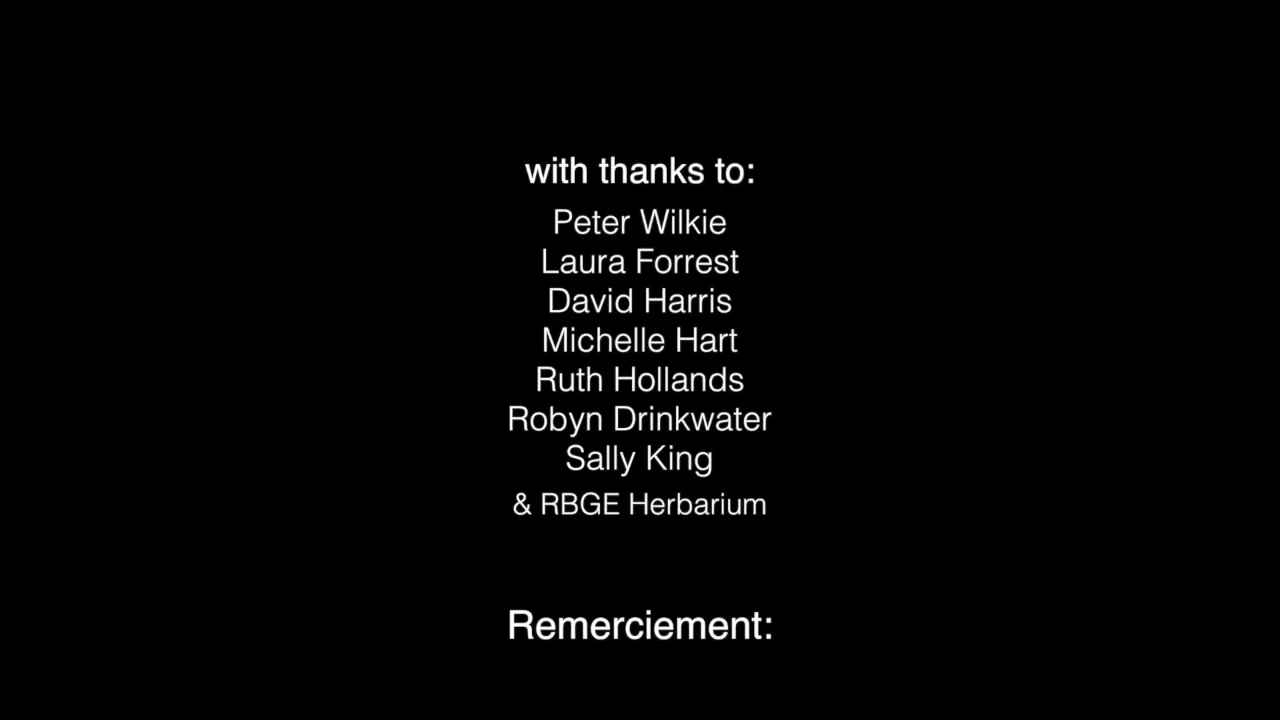 with thanks to:
Peter Wilkie
Laura Forrest
David Harris
Michelle Hart
Ruth Hollands
Robyn Drinkwater
Sally King
& RBGE Herbarium
Remerciement: